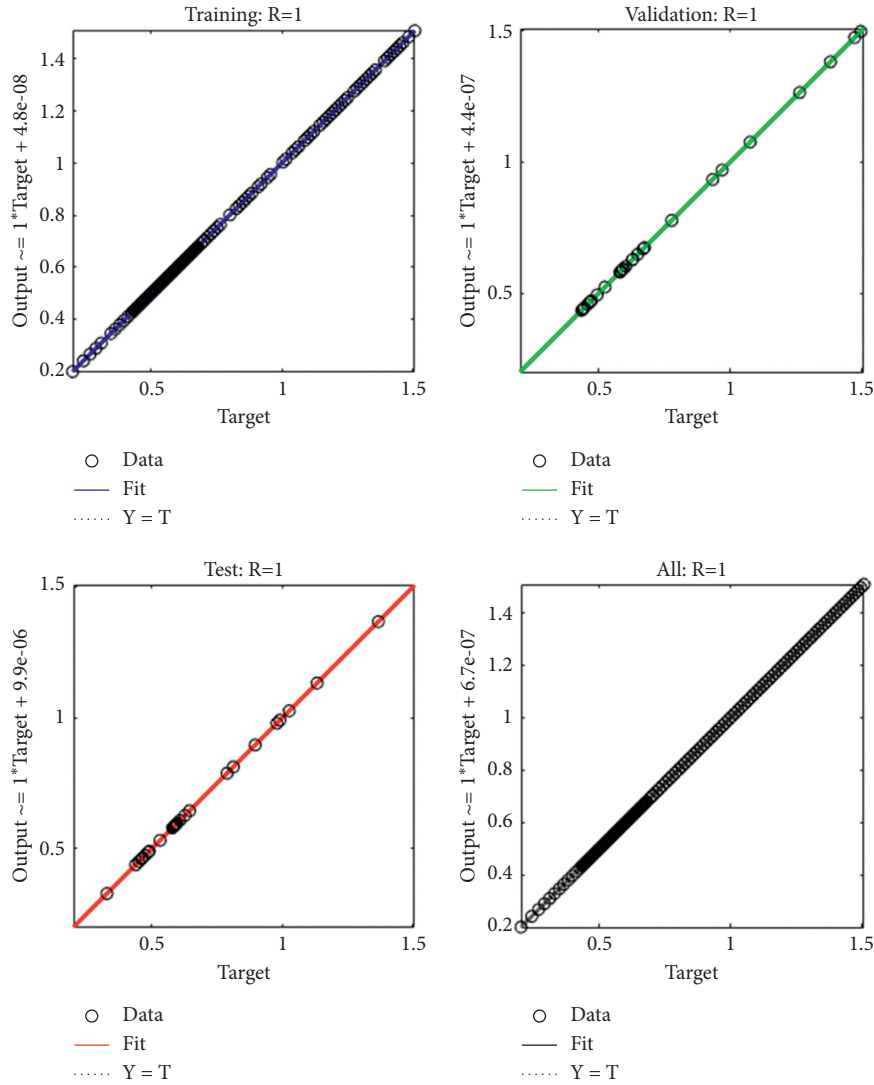 Training: R=1
Output ~= 1*Target + 4.8e-08
1.4
1.2
1
0.8
0.6
0.4
0.2
0.5
1
1.5
Target
Data
Fit
Y = T
Validation: R=1
Output ~= 1*Target + 4.4e-07
1.5
1
0.5
0.5
1
1.5
Target
Data
Fit
Y = T
Test: R=1
Output ~= 1*Target + 9.9e-06
1.5
1
0.5
0.5
1
1.5
Target
Data
Fit
Y = T
All: R=1
Output ~= 1*Target + 6.7e-07
1.4
1.2
1
0.8
0.6
0.4
0.2
0.5
1
1.5
Target
Data
Fit
Y = T